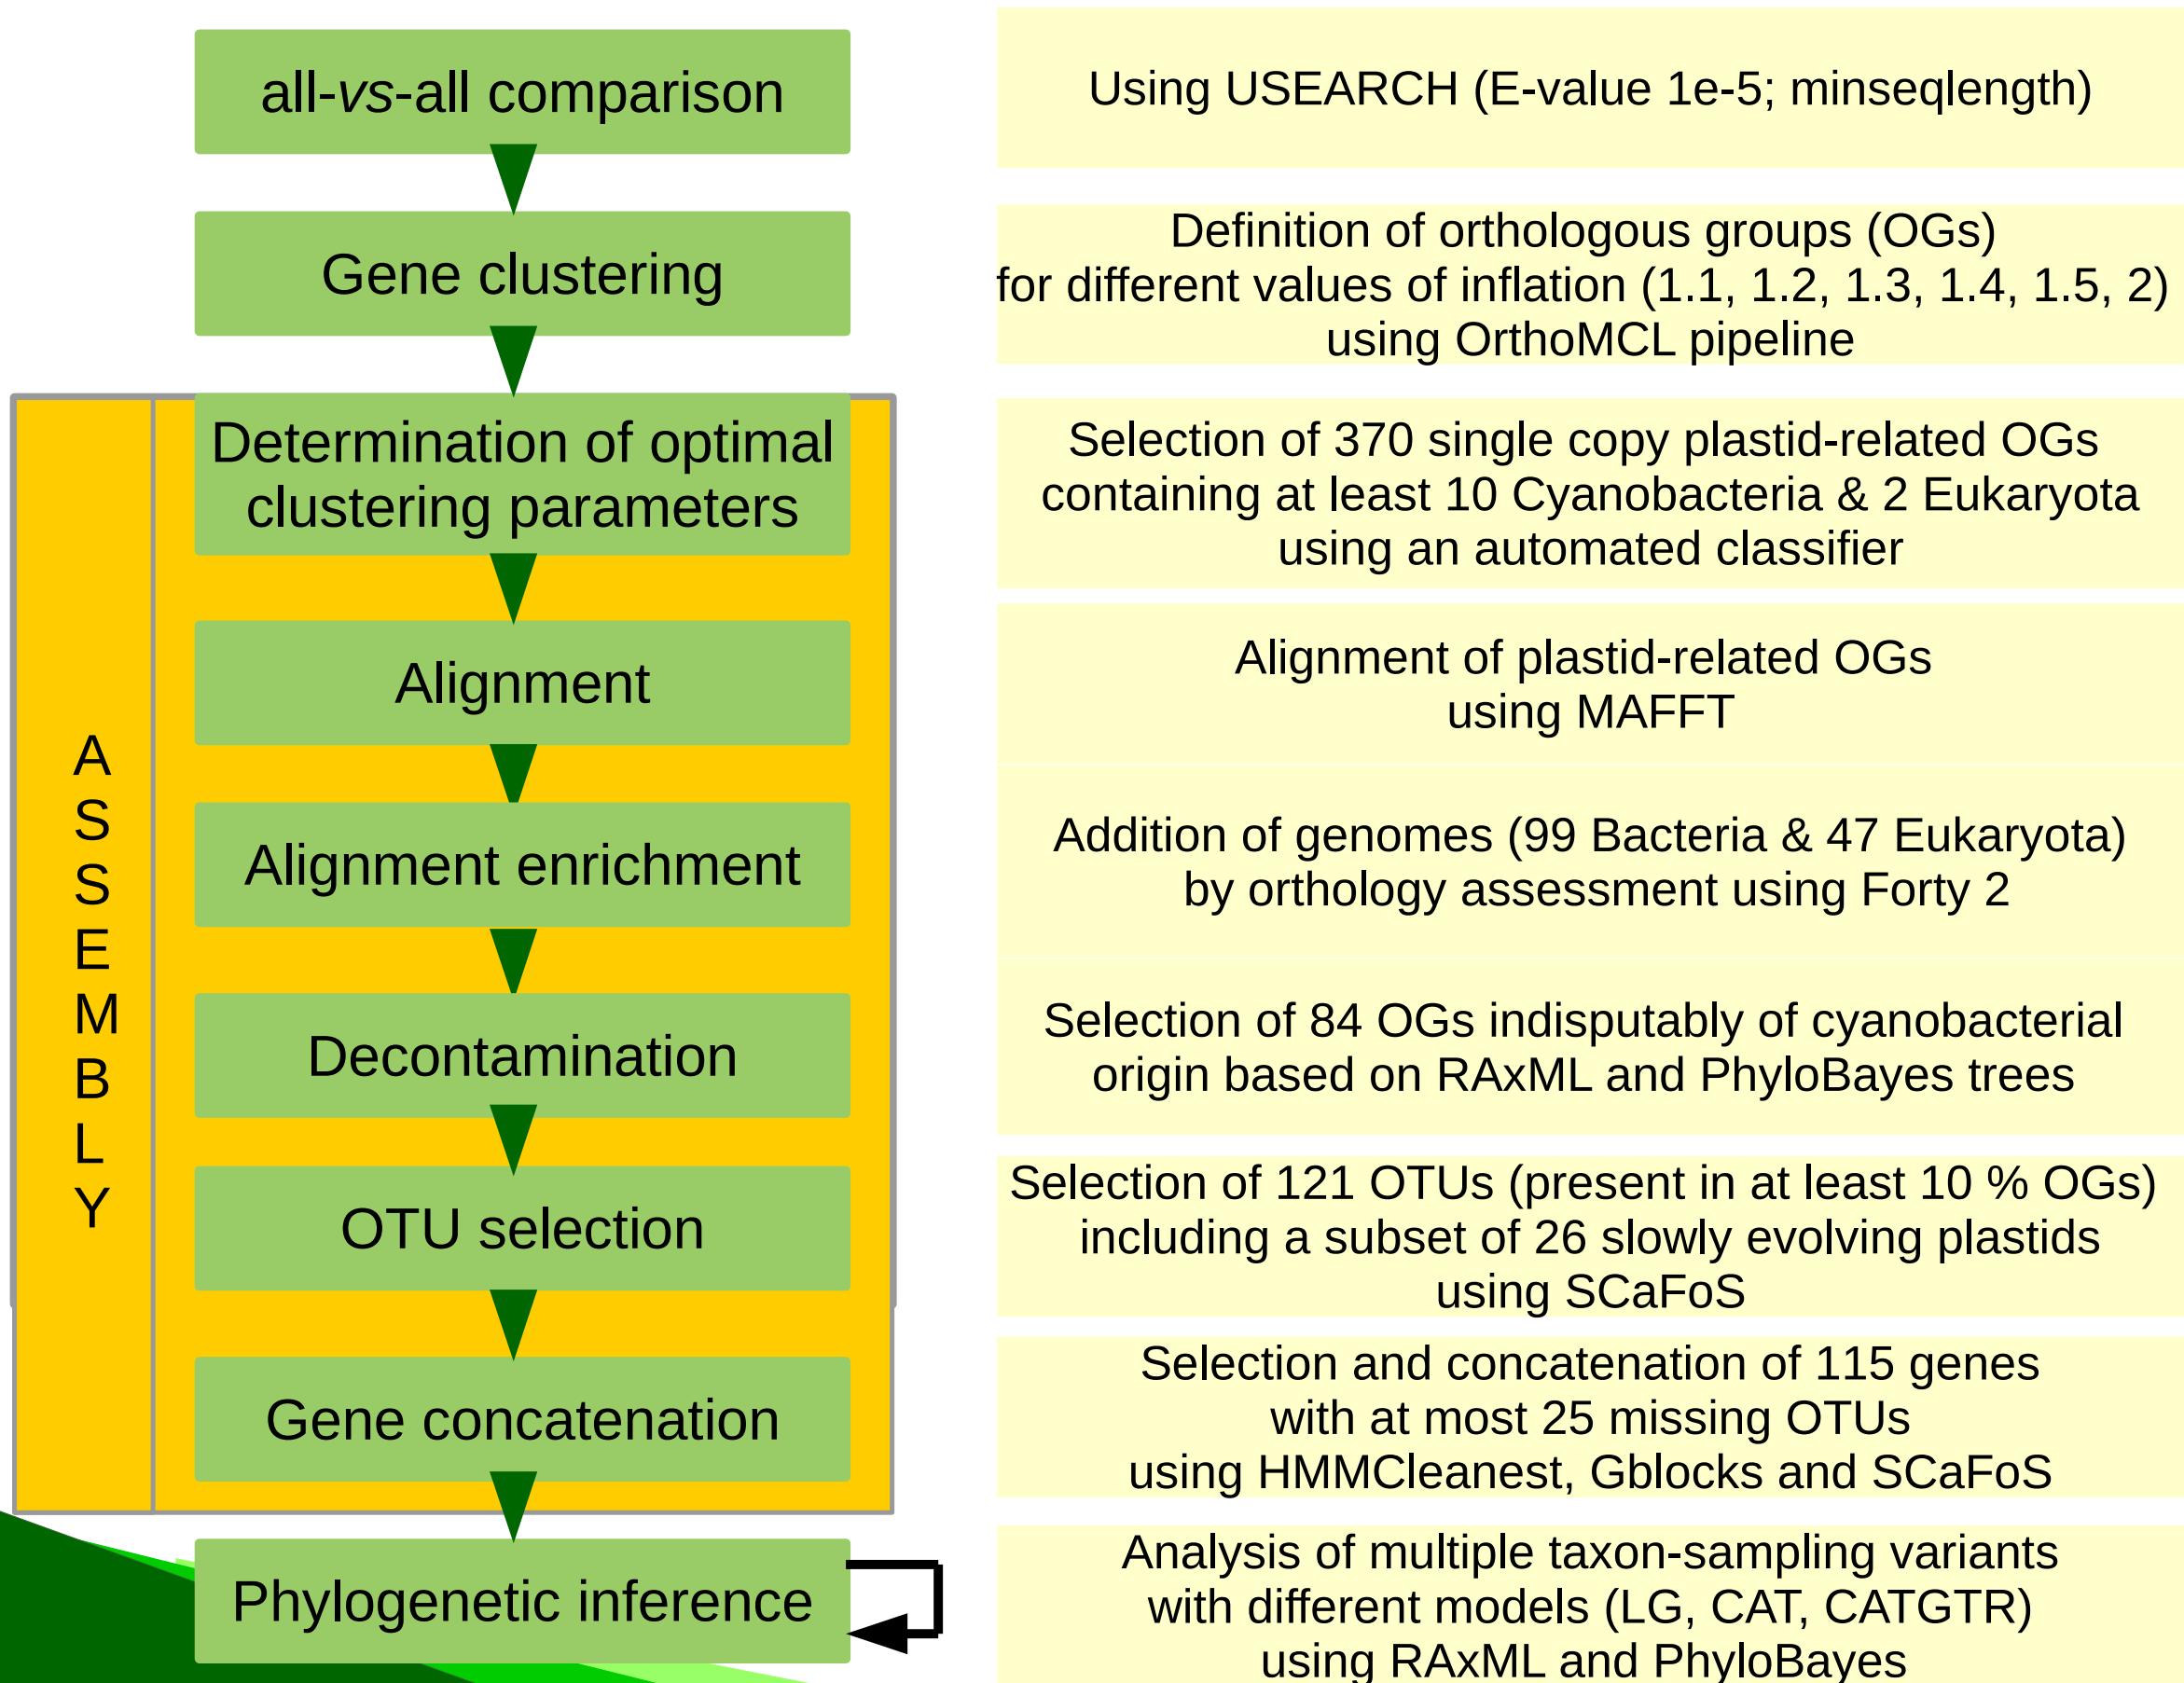 all-vs-all comparison
Using USEARCH (E-value 1e-5; minseqlength)
Gene clustering
Definition of orthologous groups (OGs)
for different values of inflation (1.1, 1.2, 1.3, 1.4, 1.5, 2)
using OrthoMCL pipeline
Determination of optimal
clustering parameters
Selection of 370 single copy plastid-related OGs
containing at least 10 Cyanobacteria & 2 Eukaryota
using an automated classifier
Alignment
Alignment of plastid-related OGs
using MAFFT
Alignment enrichment
Addition of genomes (99 Bacteria & 47 Eukaryota)
by orthology assessment using Forty 2
Decontamination
Selection of 84 OGs indisputably of cyanobacterial
origin based on RAxML and PhyloBayes trees
OTU selection
Selection of 121 OTUs (present in at least 10 % OGs)
including a subset of 26 slowly evolving plastids
using SCaFoS
Gene concatenation
Selection and concatenation of 115 genes
with at most 25 missing OTUs
using HMMCleanest, Gblocks and SCaFoS
Phylogenetic inference
Analysis of multiple taxon-sampling variants
with different models (LG, CAT, CATGTR)
using RAxML and PhyloBayes
A
S
S
E
M
B
L
Y